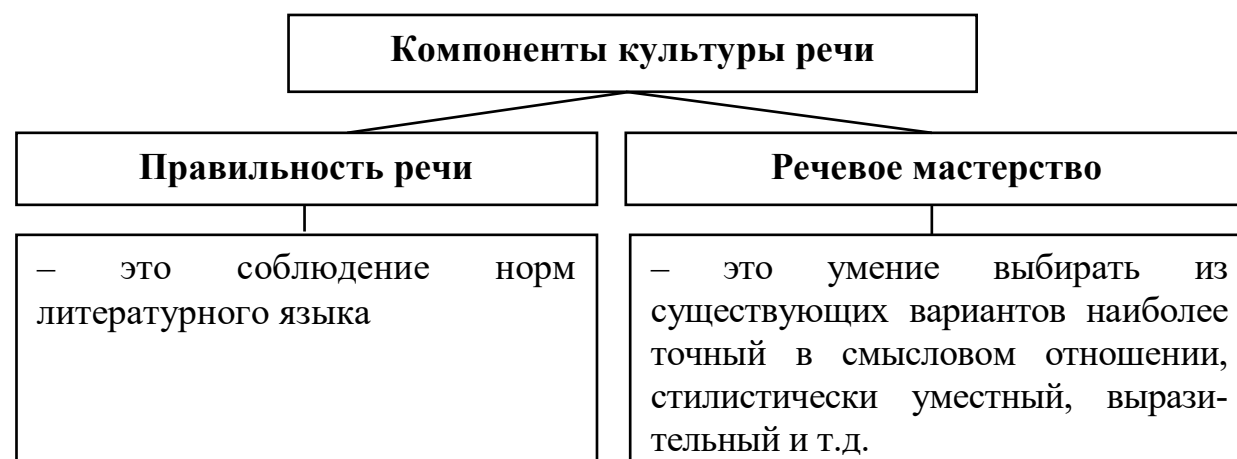 Компоненты культуры речи
Правильность речи
Речевое мастерство
– это соблюдение норм
литературного языка
– это умение выбирать из
существующих вариантов наиболее
точный в смысловом отношении,
стилистически уместный, вырази-
тельный и т.д.